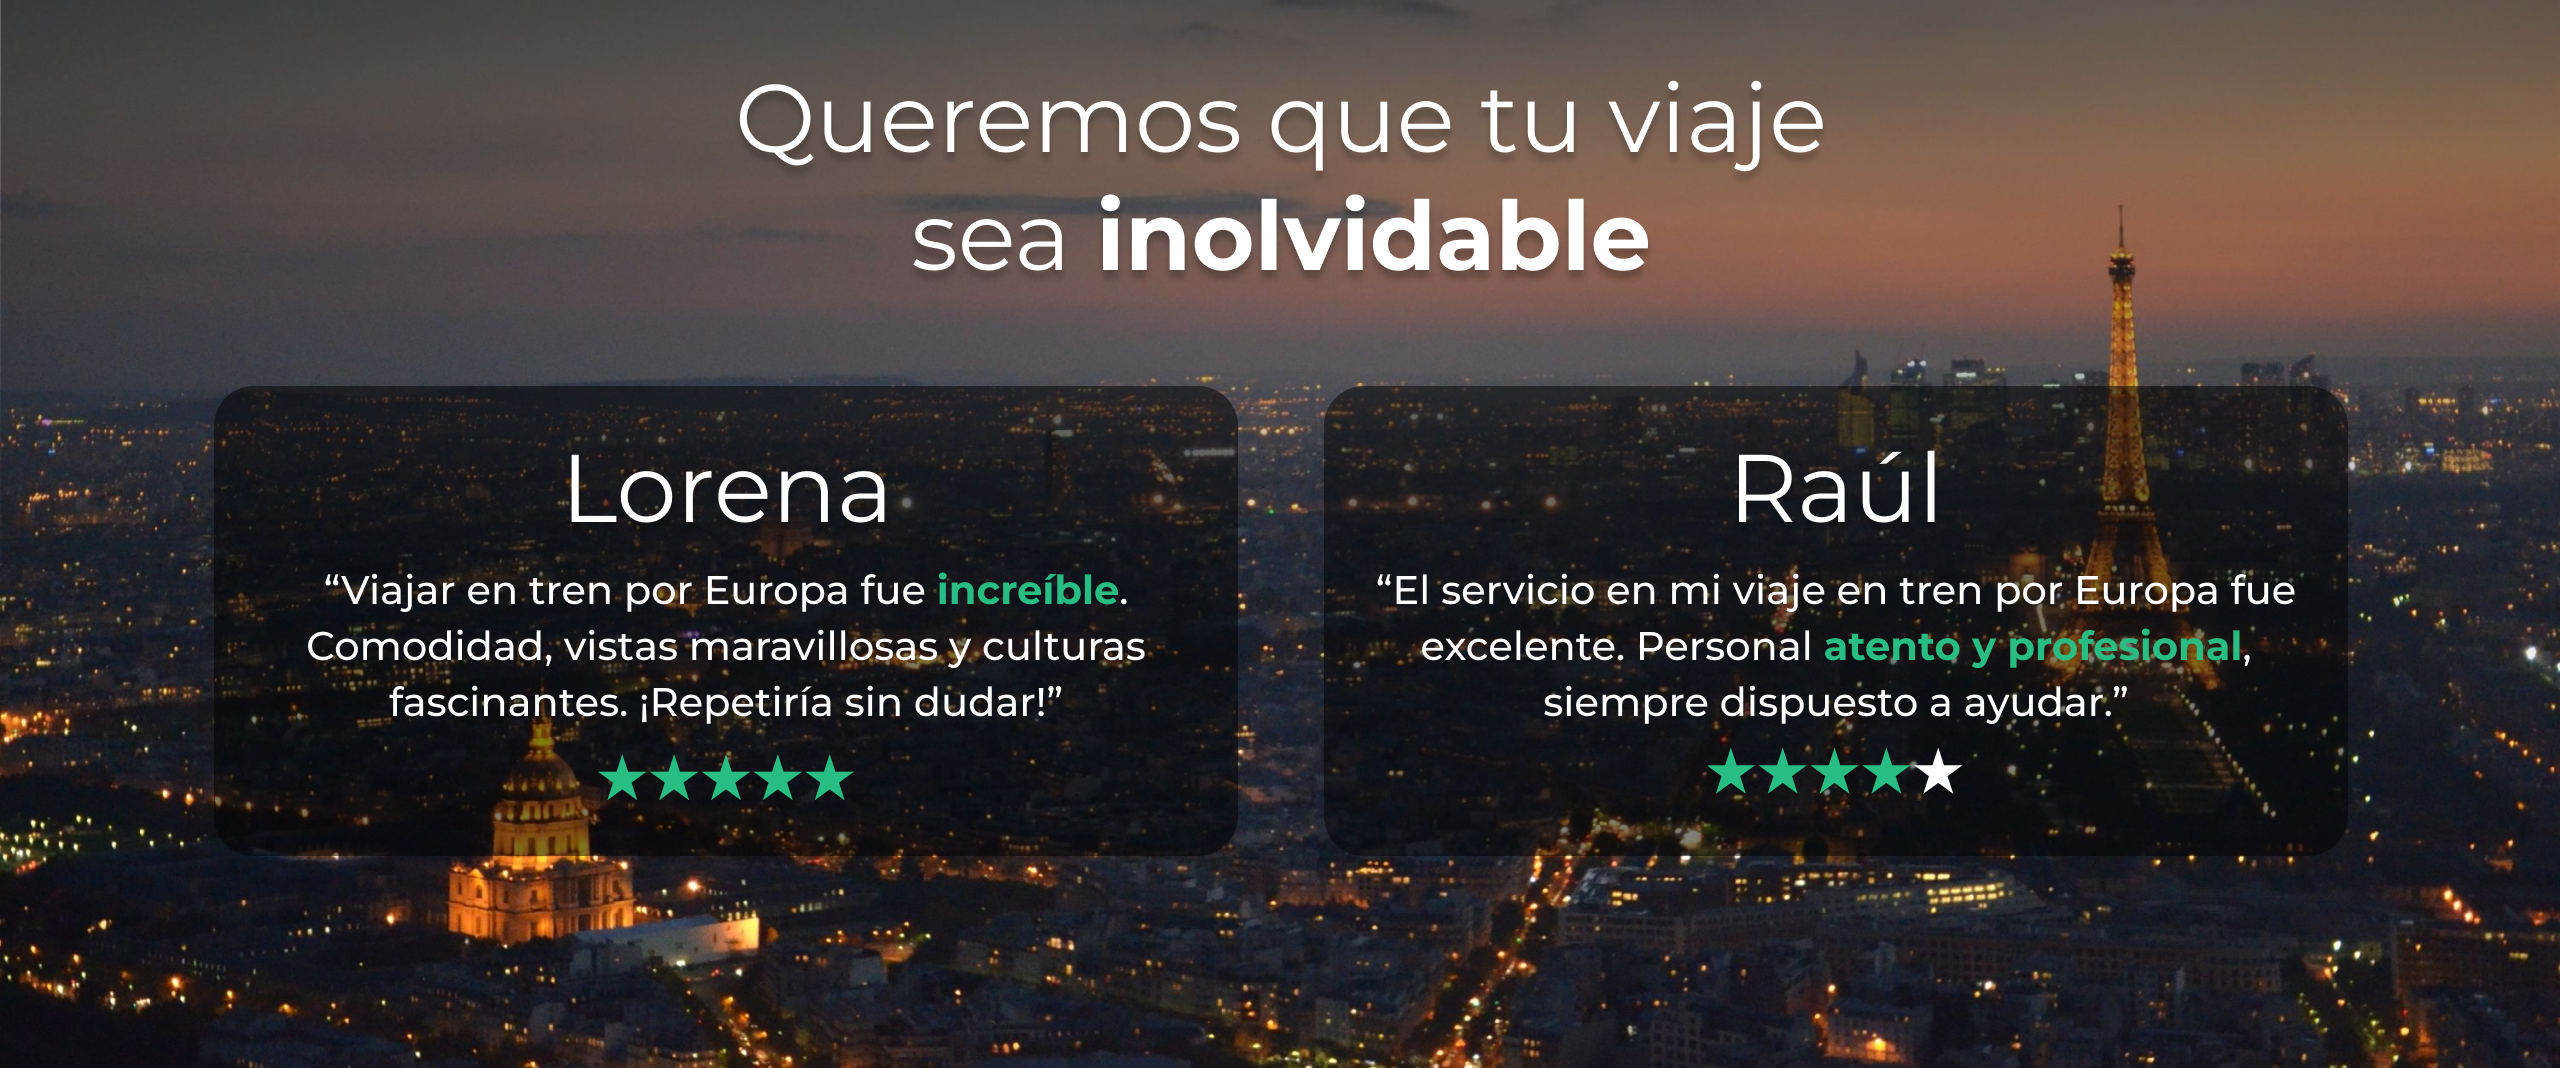 Queremos que tu viaje
sea inolvidable
Lorena
“Viajar en tren por Europa fue increíble.
Comodidad, vistas maravillosas y culturas
fascinantes. ¡Repetiría sin dudar!”
Raúl
“El servicio en mi viaje en tren por Europa fue
excelente. Personal atento y profesional,
siempre dispuesto a ayudar.”